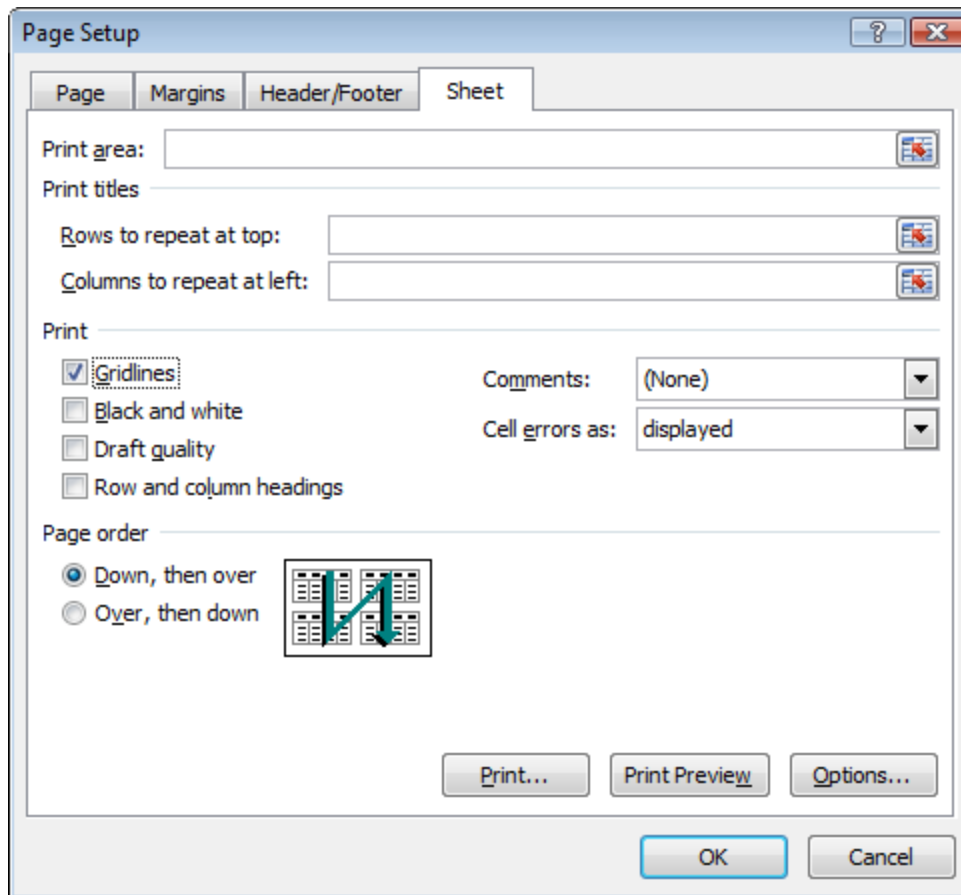 Page Setup
?
Page Margins Header/Footer Sheet
Print area:
Print titles
Rows to repeat at top:
Columns to repeat at left:
Print
Gridlines
Comments: (None)
Black and white
Cell errors as: displayed
Draft quality
Row and column headings
Page order
Down, then over
Over, then down
Print... Print Preview Options...
OK Cancel